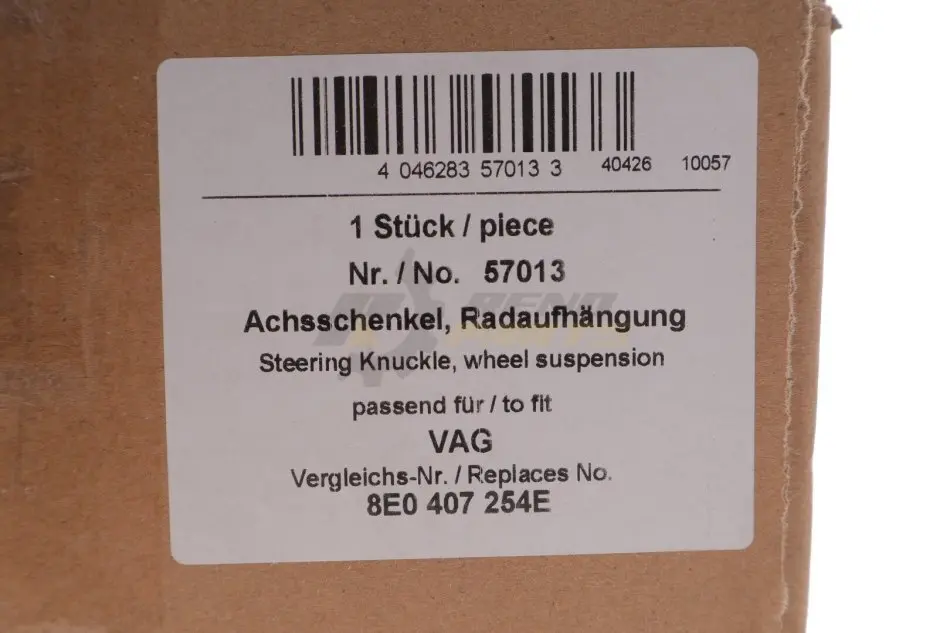 4 046283 57013 3 40426 10057
1 Stück / piece
Nr. / No. 57013
Achsschenkel, Radaufhängung
Steering Knuckle, wheel suspension
passend für / to fit
VAG
Vergleichs-Nr. / Replaces No.
8E0 407 254E